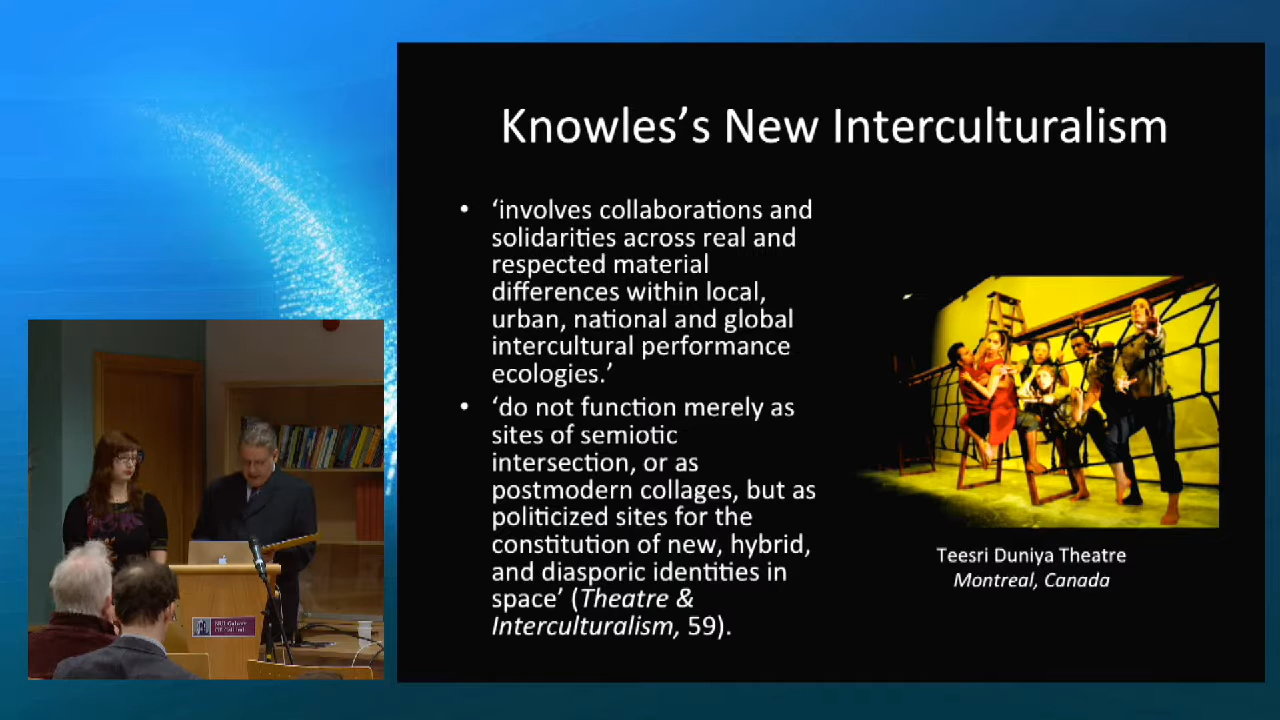 Knowles’s New Interculturalism
• ‘involves collaborations and
solidarities across real and
respected material
differences within local,
urban, national and global
intercultural performance
ecologies.’
• ‘do not function merely as
sites of semiotic
intersection, or as
postmodern collages, but as
politicized sites for the
constitution of new, hybrid,
and diasporic identities in
space’ (Theatre &
Interculturalism, 59).
Teesri Duniya Theatre
Montreal, Canada